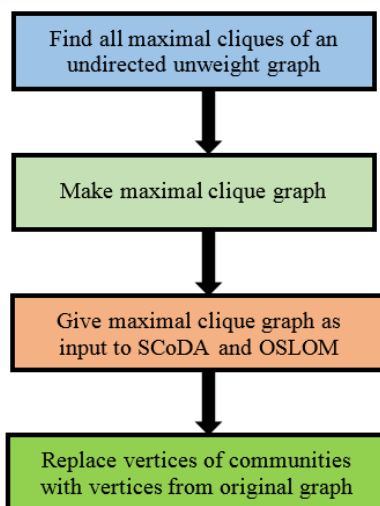 Find all maximal cliques of an
undirected unweight graph
Make maximal clique graph
Give maximal clique graph as
input to SCoDA and OSLOM
Replace vertices of communities
with vertices from original graph